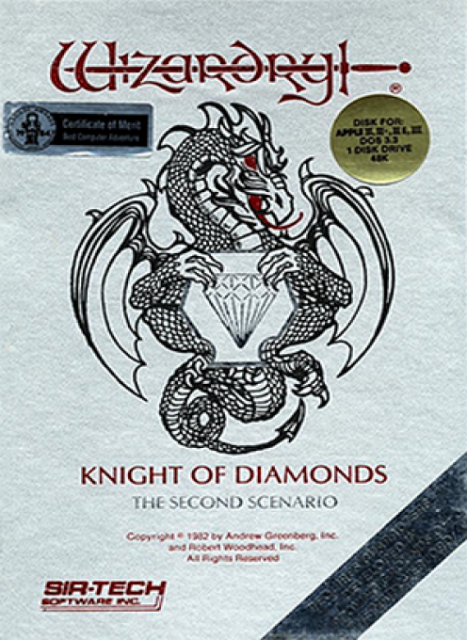 Wizardry
®
Certificate of Merit
Best Computer Adventure
DISK FOR:
APPLE II, II+, IIE, III
DOS 3.3
1 DISK DRIVE
48K
KNIGHT OF DIAMONDS
THE SECOND SCENARIO
Copyright © 1982 by Andrew Greenberg, Inc.
and Robert Woodhead, Inc.
All Rights Reserved
SIR-TECH
SOFTWARE INC.